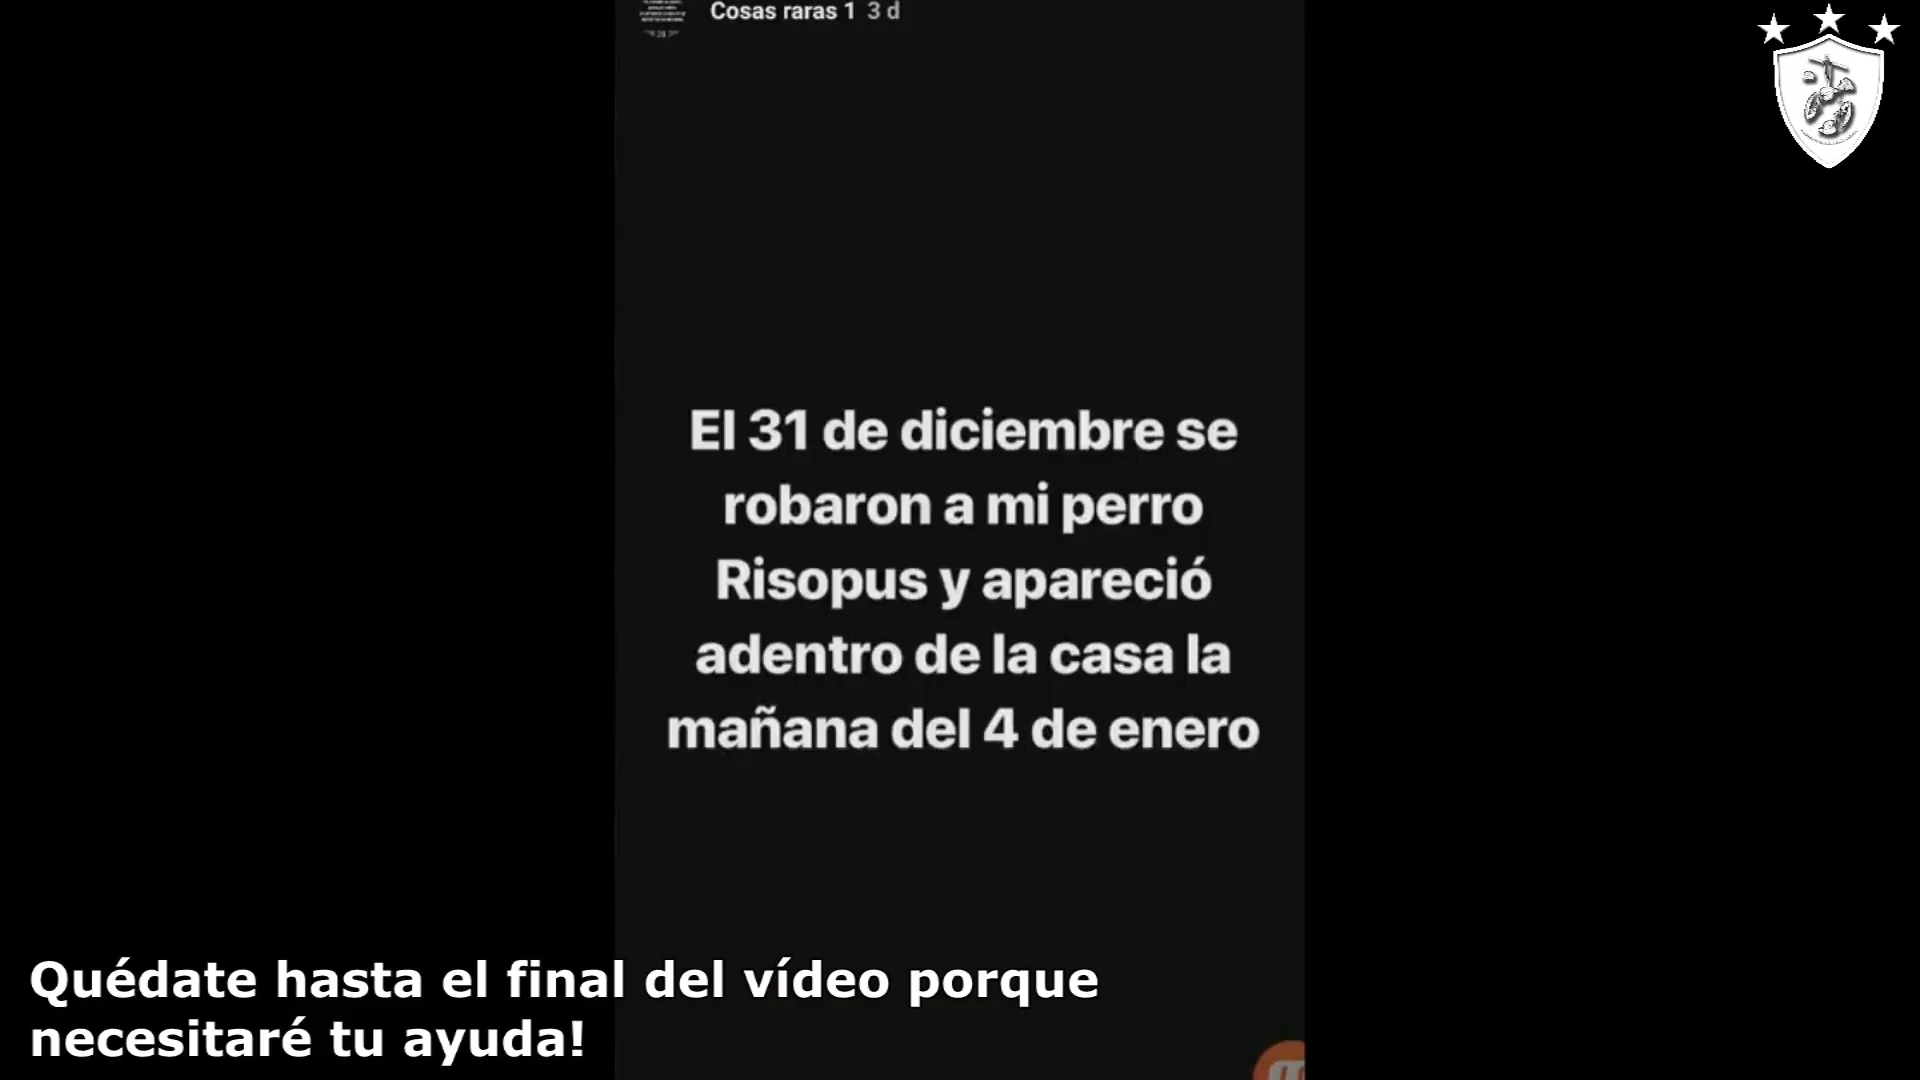 Cosas raras 1 3 d
El 31 de diciembre se
robaron a mi perro
Risopus y apareció
adentro de la casa la
mañana del 4 de enero
Quédate hasta el final del vídeo porque
necesitaré tu ayuda!